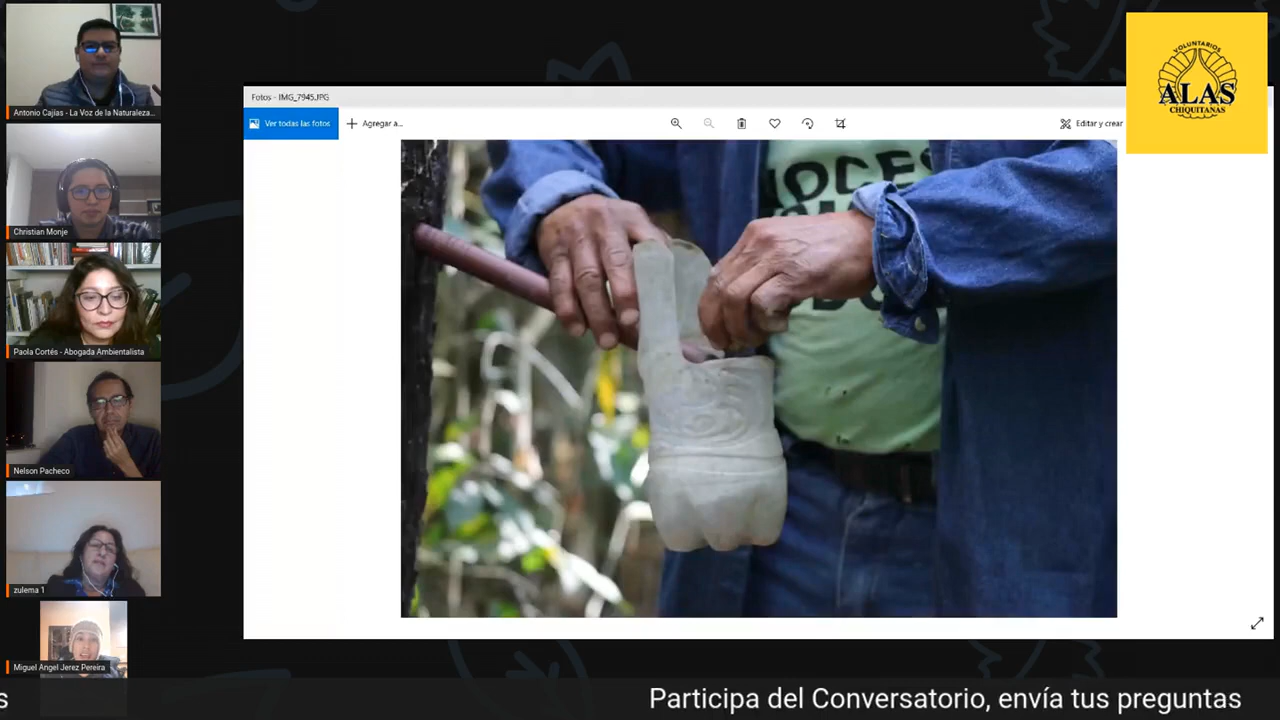 Antonio Cajías - La Voz de la Naturaleza...
Christian Monje
Paola Cortés - Abogada Ambientalista
Nelson Pacheco
zulema 1
Miguel Angel Jerez Pereira
Fotos - IMG_7945.JPG
Ver todas las fotos
Agregar a...
Editar y crear
VOLUNTARIOS
ALAS
CHIQUITANAS
s
Participa del Conversatorio, envía tus preguntas